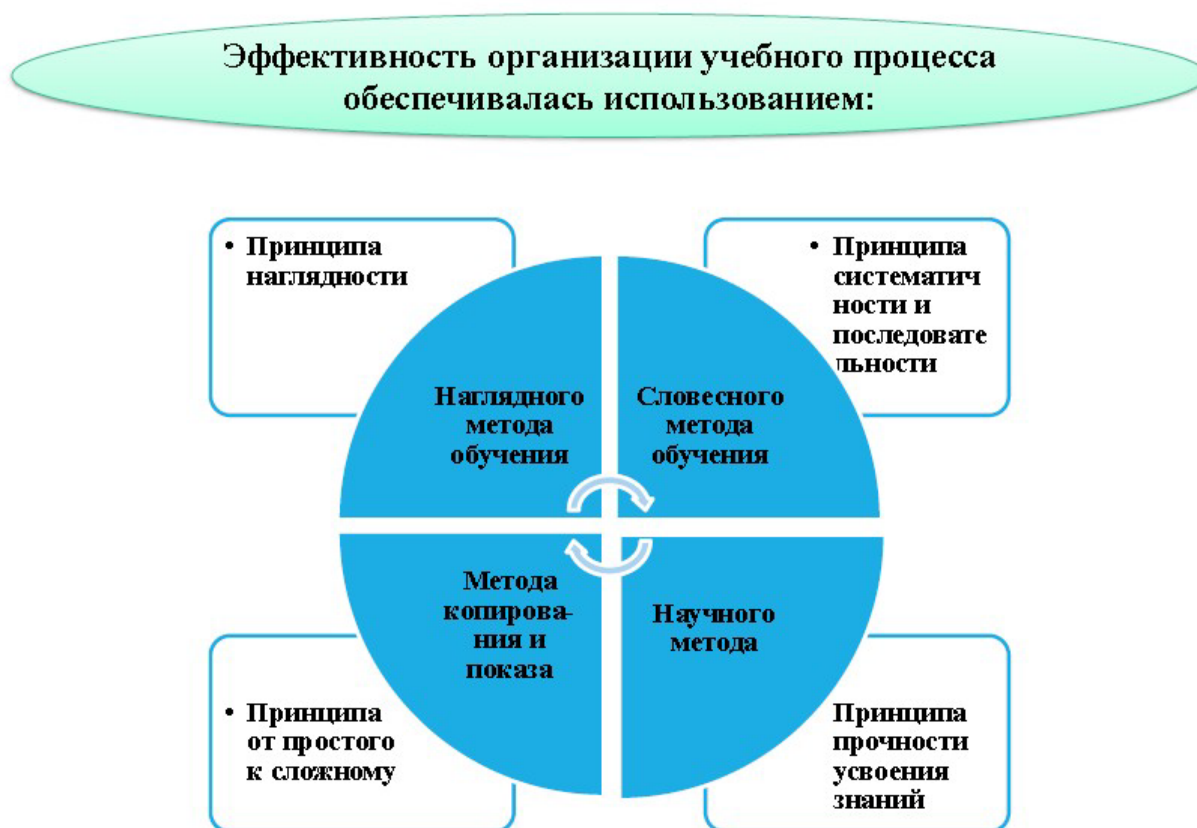 Эффективность организации учебного процесса
обеспечивалась использованием:
• Принципа
наглядности
• Принципа
систематич
ности и
последовате
льности
Наглядного
метода
обучения
Словесного
метода
обучения
Метода
копирова-
ния и
показа
Научного
метода
• Принципа
от простого
к сложному
Принципа
прочности
усвоения
знаний